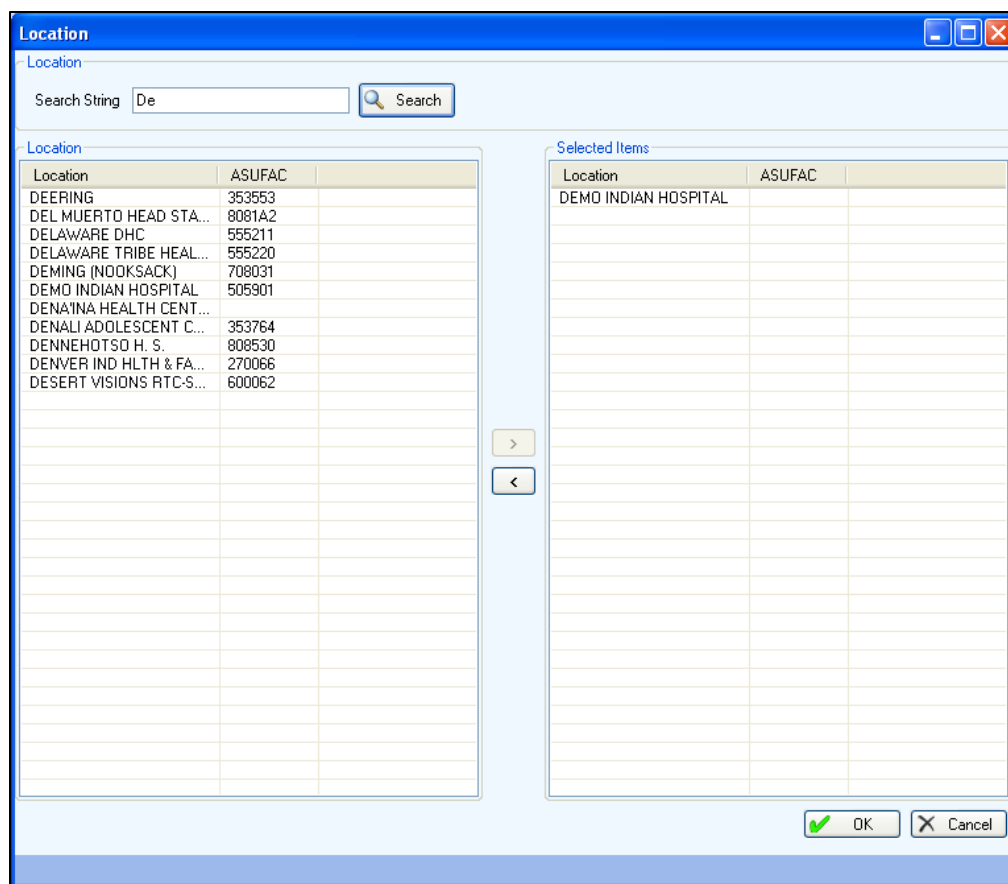 Location
Location
Search String De Search
Location
Location ASUFAC
DEERING 353553
DEL MUERTO HEAD STA... 8081A2
DELAWARE DHC 555211
DELAWARE TRIBE HEAL... 555220
DEMING (NOOKSACK) 708031
DEMO INDIAN HOSPITAL 505901
DENA'INA HEALTH CENT...
DENALI ADOLESCENT C... 353764
DENNEHOTSO H. S. 808530
DENVER IND HLTH & FA... 270066
DESERT VISIONS RTC-S... 600062
>
<
Selected Items
Location ASUFAC
DEMO INDIAN HOSPITAL
OK Cancel